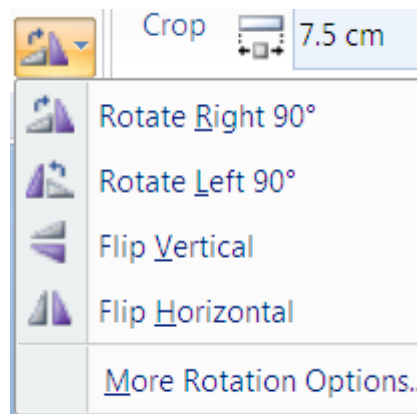 Crop
7.5 cm
Rotate Right 90°
Rotate Left 90°
Flip Vertical
Flip Horizontal
More Rotation Options..